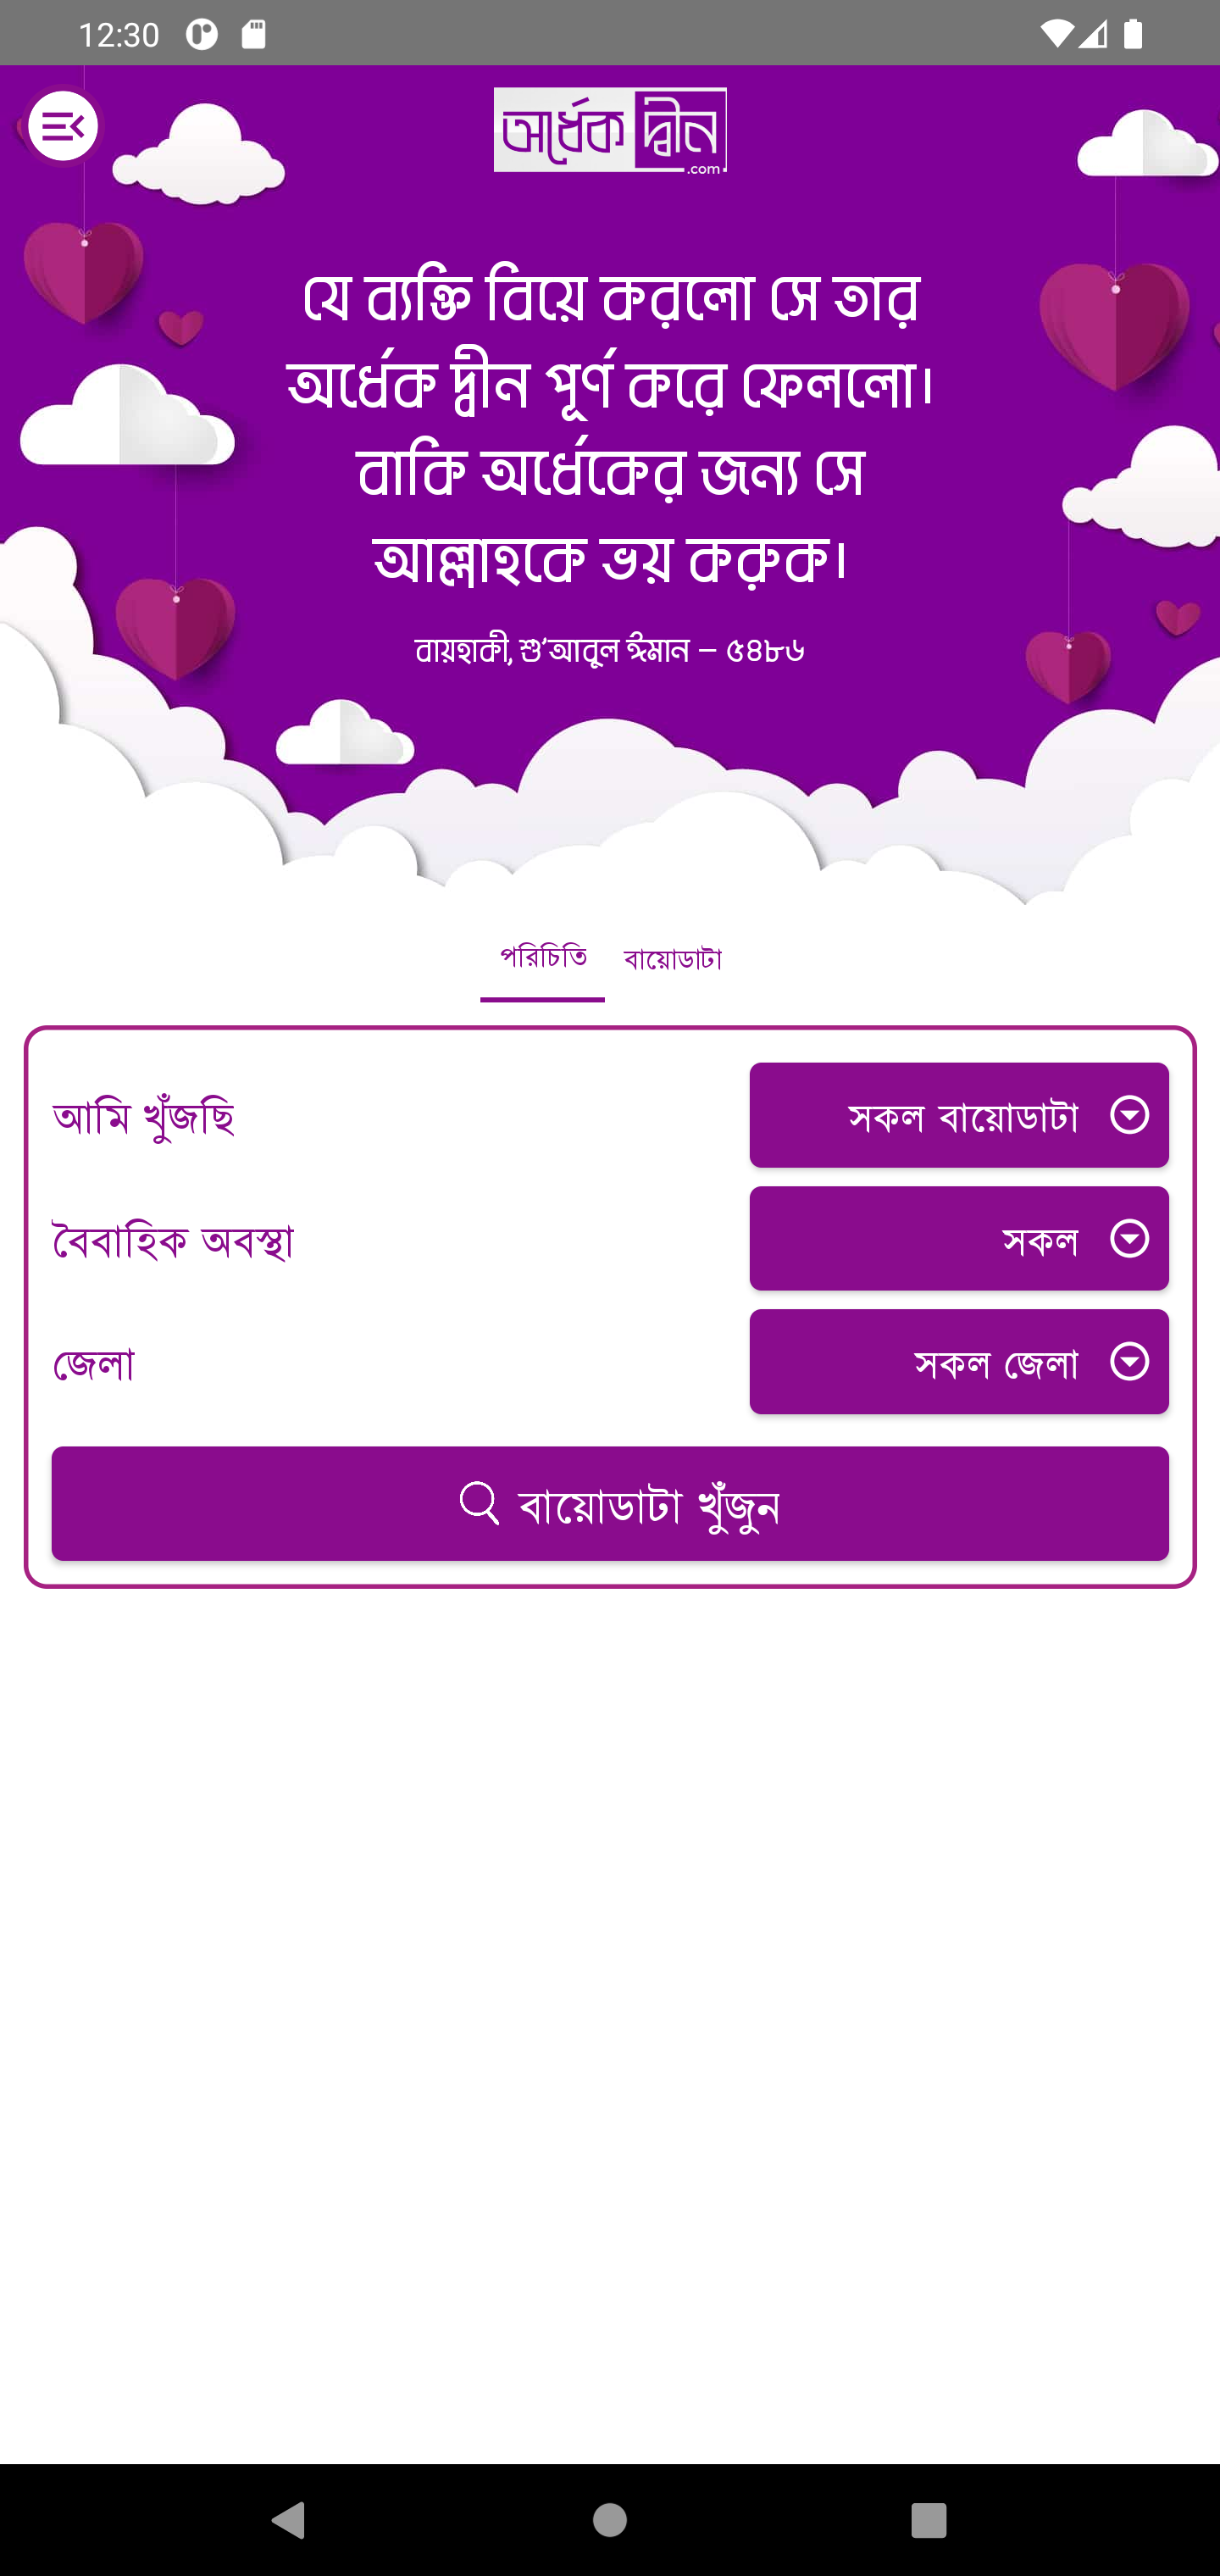 12:30
অর্ধেক দ্বীন
.com
যে ব্যক্তি বিয়ে করলো সে তার
অর্ধেক দ্বীন পূর্ণ করে ফেললো।
বাকি অর্ধেকের জন্য সে
আল্লাহকে ভয় করুক।
বায়হাকী, শু’আবুল ঈমান – ৫৪৮৬
পরিচিতি বায়োডাটা
আমি খুঁজছি সকল বায়োডাটা
বৈবাহিক অবস্থা সকল
জেলা সকল জেলা
বায়োডাটা খুঁজুন